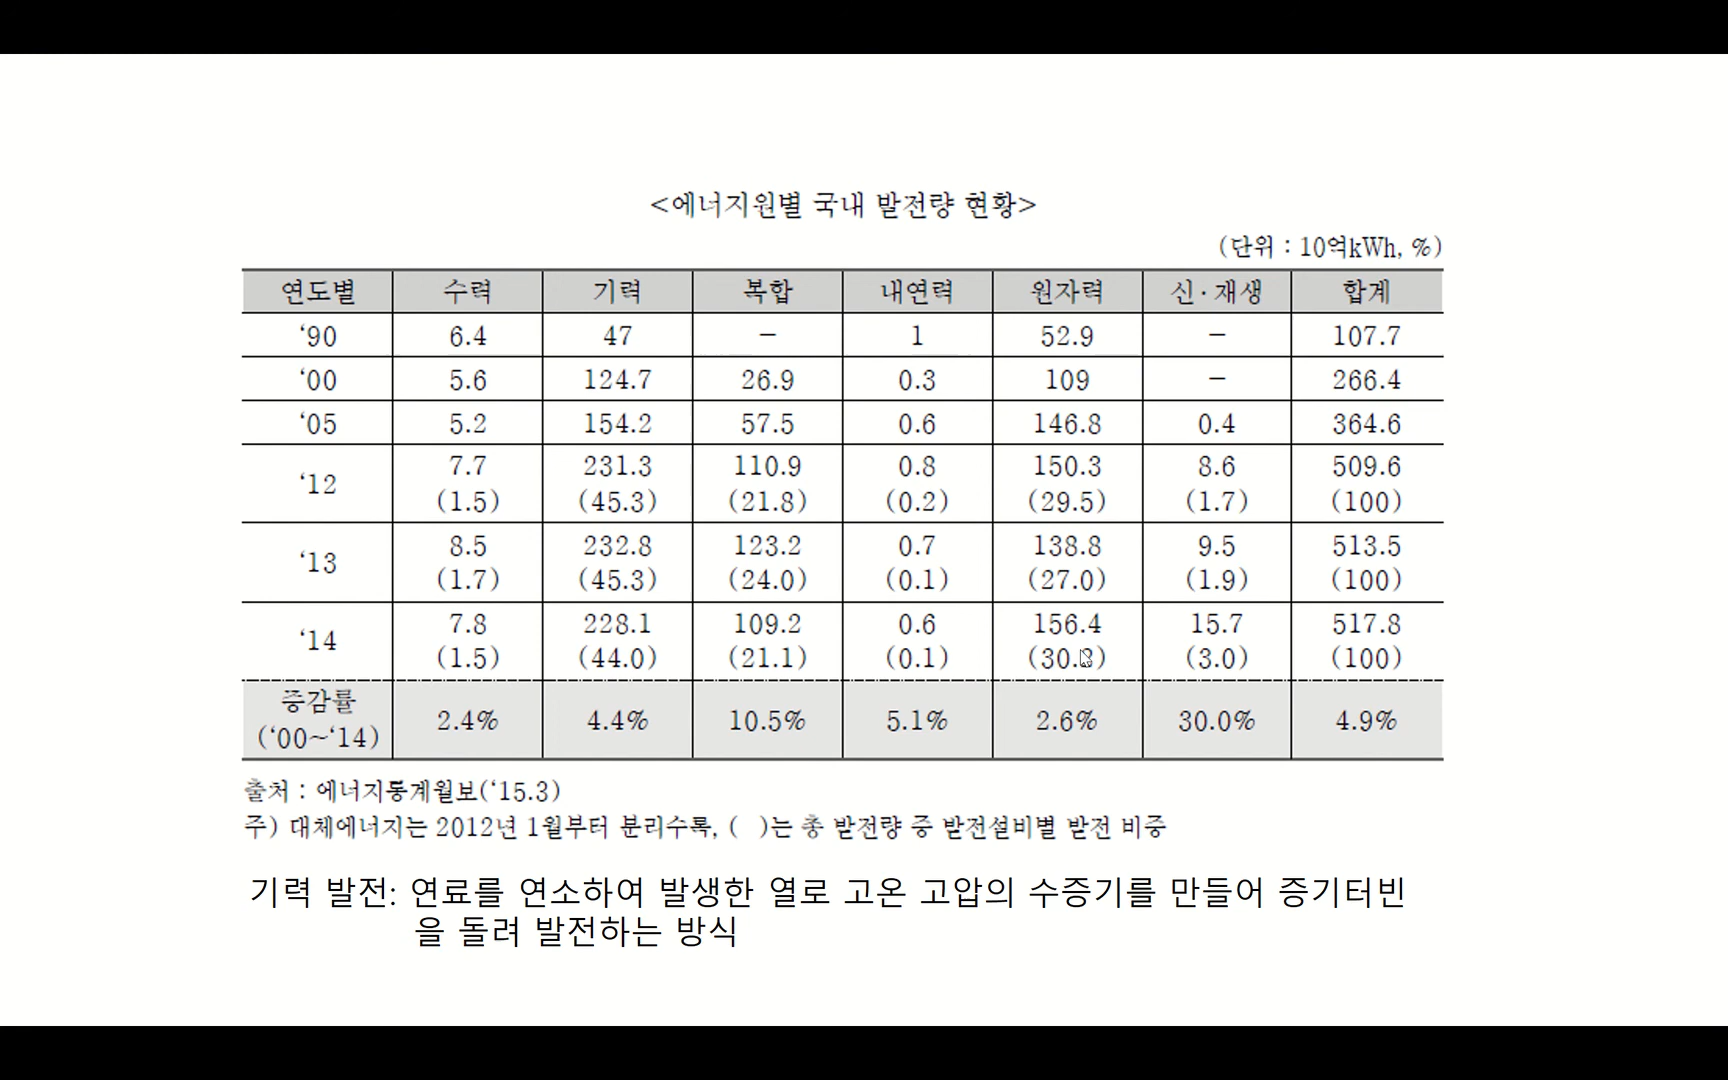 <에너지원별 국내 발전량 현황>
(단위 : 10억kWh, %)
연도별 수력 기력 복합 내연력 원자력 신·재생 합계
‘90 6.4 47 − 1 52.9 − 107.7
‘00 5.6 124.7 26.9 0.3 109 − 266.4
‘05 5.2 154.2 57.5 0.6 146.8 0.4 364.6
‘12 7.7 231.3 110.9 0.8 150.3 8.6 509.6
(1.5) (45.3) (21.8) (0.2) (29.5) (1.7) (100)
‘13 8.5 232.8 123.2 0.7 138.8 9.5 513.5
(1.7) (45.3) (24.0) (0.1) (27.0) (1.9) (100)
‘14 7.8 228.1 109.2 0.6 156.4 15.7 517.8
(1.5) (44.0) (21.1) (0.1) (3.0) (100)
증감률
(‘00~‘14) 2.4% 4.4% 10.5% 5.1% 2.6% 30.0% 4.9%
출처 : 에너지통계월보(‘15.3)
주) 대체에너지는 2012년 1월부터 분리수록, ( )는 총 발전량 중 발전설비별 발전 비중
기력 발전: 연료를 연소하여 발생한 열로 고온 고압의 수증기를 만들어 증기터빈
을 돌려 발전하는 방식